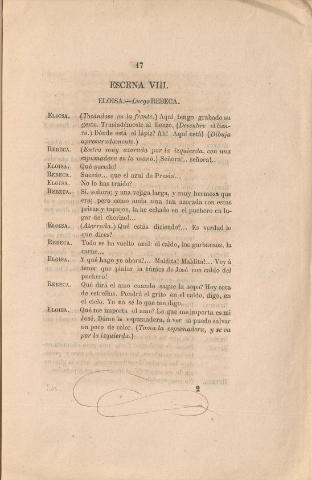 17
ESCENA VIII.
ELOISA.—Luego REBECA.
ELOISA. (Tocándose en la frente.) Aquí, tengo grabado su
gesto. Traslademosle al lienzo. (Descubre el lien-
zo.) Dónde está el lápiz? Ah! Aquí está! (Dibuja
apresuradamente.)
REBECA. (Entra muy azorada por la izquierda, con una
espumadera en la mano.) Señora!.. señora!..
ELOISA. Qué sucede?
REBECA. Sucede... que el azul de Prusia...
ELOISA. No lo has traido?
REBECA. Sí, señora; y una vejiga larga, y muy hermosa que
era; pero como anda una tan azorada con estas
prisas y tapujos, la he echado en el puchero en lu-
gar del chorizo!...
ELOISA. (Aterrada.) Qué estás diciendo!... Es verdad lo
que dices?
REBECA. Todo se ha vuelto azul: el caldo, los garbanzos, la
carne...
ELOISA. Y qué hago yo ahora?... Maldita! Maldita!... Voy á
tener que pintar la túnica de José con caldo del
puchero!
REBECA. Qué dirá el amo cuando saque la sopa? Hoy toca
de estrellas. Pondrá el grito en el caldo, digo, en
el cielo. Yo no sé lo que me digo.
ELOISA. Qué me importa el amo? Lo que me importa es mi
José. Dáme la espumadera, á ver si puedo salvar
un poco de color. (Toma la espumadera, y se va
por la izquierda.)
2